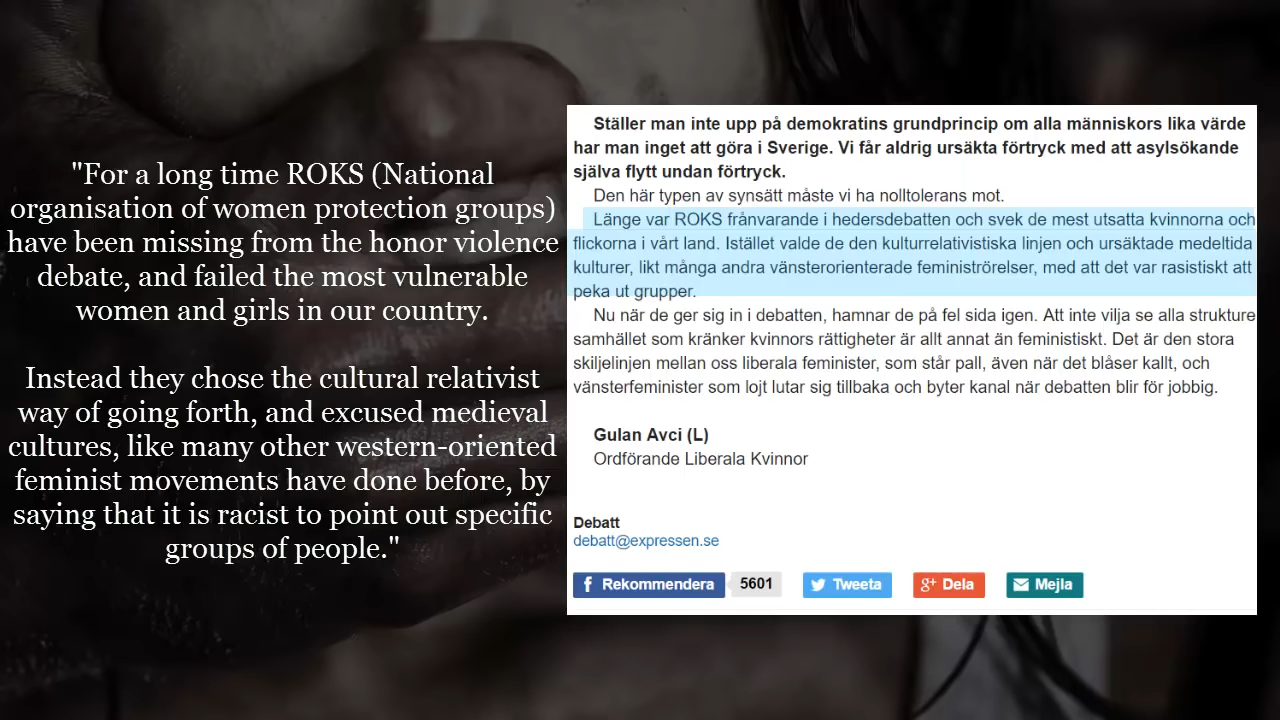 "For a long time ROKS (National
organisation of women protection groups)
have been missing from the honor violence
debate, and failed the most vulnerable
women and girls in our country.
Instead they chose the cultural relativist
way of going forth, and excused medieval
cultures, like many other western-oriented
feminist movements have done before, by
saying that it is racist to point out specific
groups of people."
Ställer man inte upp på demokratins grundprincip om alla människors lika värde
har man inget att göra i Sverige. Vi får aldrig ursäkta förtryck med att asylsökande
själva flytt undan förtryck.
Den här typen av synsätt måste vi ha nolltolerans mot.
Länge var ROKS frånvarande i hedersdebatten och svek de mest utsatta kvinnorna och
flickorna i vårt land. Istället valde de den kulturrelativistiska linjen och ursäktade medeltida
kulturer, likt många andra vänsterorienterade feministrörelser, med att det var rasistiskt att
peka ut grupper.
Nu när de ger sig in i debatten, hamnar de på fel sida igen. Att inte vilja se alla strukture
samhället som kränker kvinnors rättigheter är allt annat än feministiskt. Det är den stora
skiljelinjen mellan oss liberala feminister, som står pall, även när det blåser kallt, och
vänsterfeminister som lojt lutar sig tillbaka och byter kanal när debatten blir för jobbig.
Gulan Avci (L)
Ordförande Liberala Kvinnor
Debatt
debatt@expressen.se
f Rekommendera 5601 Tweeta g+ Dela Mejla